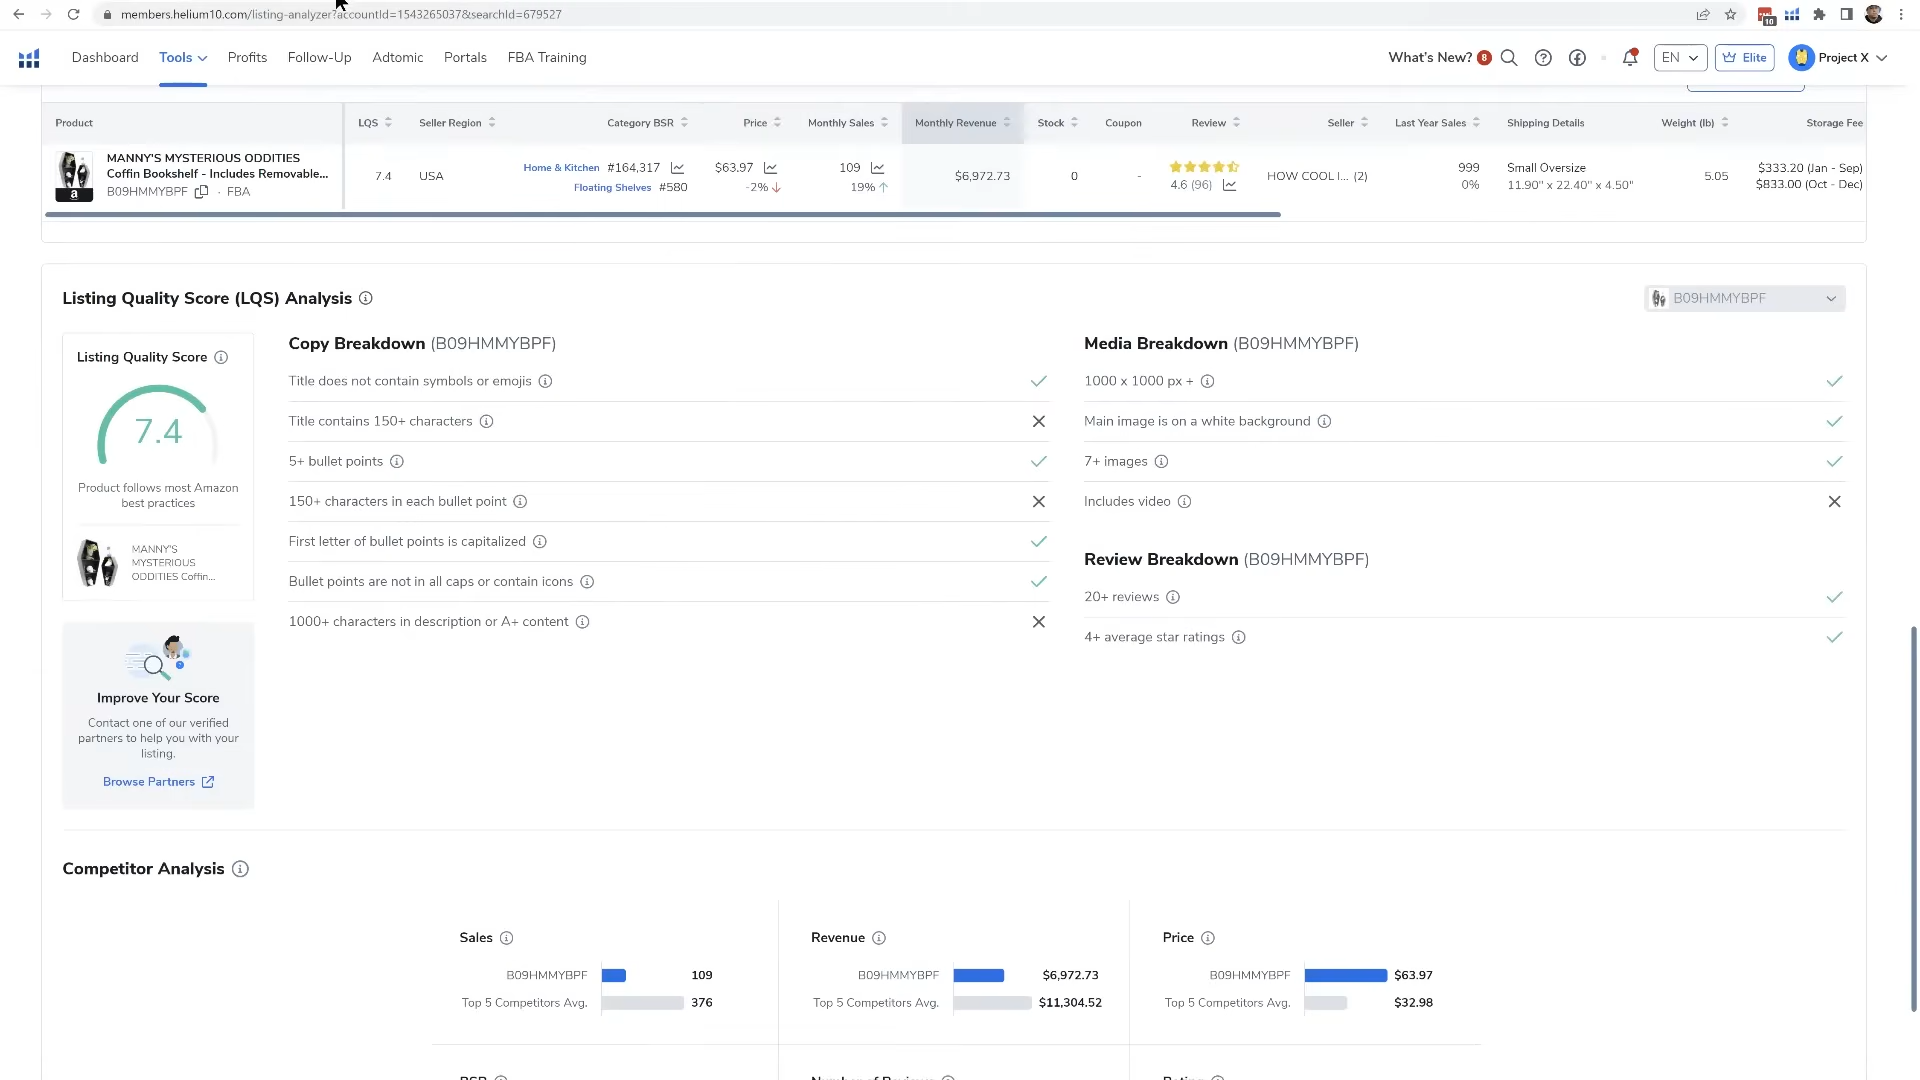 members.helium10.com/listing-analyzer?accountId=1543265037&searchId=679527
10
Dashboard Tools Profits Follow-Up Adtomic Portals FBA Training
What's New? 8 EN Elite Project X
Product LQS Seller Region Category BSR Price Monthly Sales Monthly Revenue Stock Coupon Review Seller Last Year Sales Shipping Details Weight (lb) Storage Fee
MANNY'S MYSTERIOUS ODDITIES
Coffin Bookshelf - Includes Removable...
B09HMMYBPF · FBA
a
7.4
USA
Home & Kitchen #164,317
Floating Shelves #580
$63.97
-2%
109
19%
$6,972.73
0
-
4.6 (96)
HOW COOL I... (2)
999
0%
Small Oversize
11.90" x 22.40" x 4.50"
5.05
$333.20 (Jan - Sep)
$833.00 (Oct - Dec)
Listing Quality Score (LQS) Analysis
B09HMMYBPF
Listing Quality Score
7.4
Product follows most Amazon
best practices
MANNY'S
MYSTERIOUS
ODDITIES Coffin...
Improve Your Score
Contact one of our verified
partners to help you with your
listing.
Browse Partners
Copy Breakdown (B09HMMYBPF)
Title does not contain symbols or emojis
Title contains 150+ characters
5+ bullet points
150+ characters in each bullet point
First letter of bullet points is capitalized
Bullet points are not in all caps or contain icons
1000+ characters in description or A+ content
Media Breakdown (B09HMMYBPF)
1000 x 1000 px +
Main image is on a white background
7+ images
Includes video
Review Breakdown (B09HMMYBPF)
20+ reviews
4+ average star ratings
Competitor Analysis
Sales
B09HMMYBPF 109
Top 5 Competitors Avg. 376
Revenue
B09HMMYBPF $6,972.73
Top 5 Competitors Avg. $11,304.52
Price
B09HMMYBPF $63.97
Top 5 Competitors Avg. $32.98
BSR
Number of Reviews
Rating